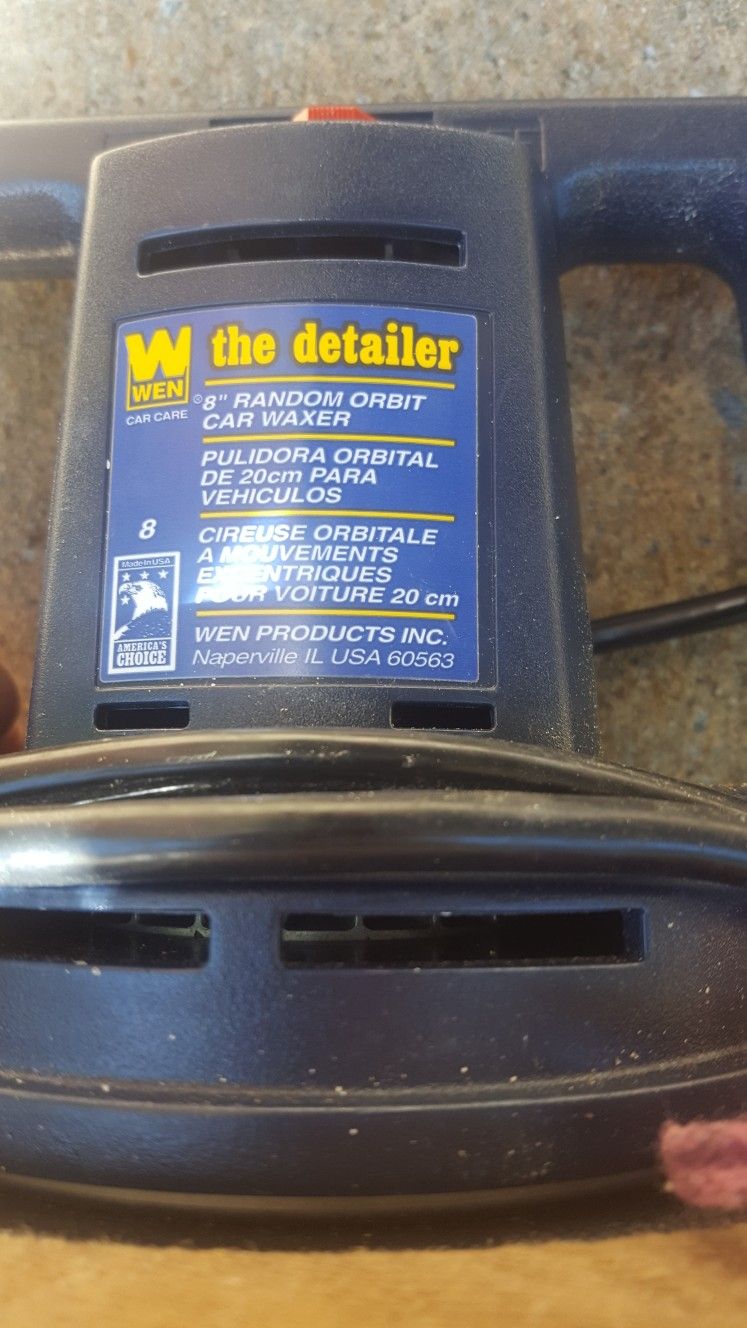 WEN
CAR CARE
the detailer
® 8" RANDOM ORBIT
CAR WAXER
PULIDORA ORBITAL
DE 20cm PARA
VEHICULOS
8
CIREUSE ORBITALE
A MOUVEMENTS
EXCENTRIQUES
POUR VOITURE 20 cm
Made in USA
AMERICA'S
CHOICE
WEN PRODUCTS INC.
Naperville IL USA 60563